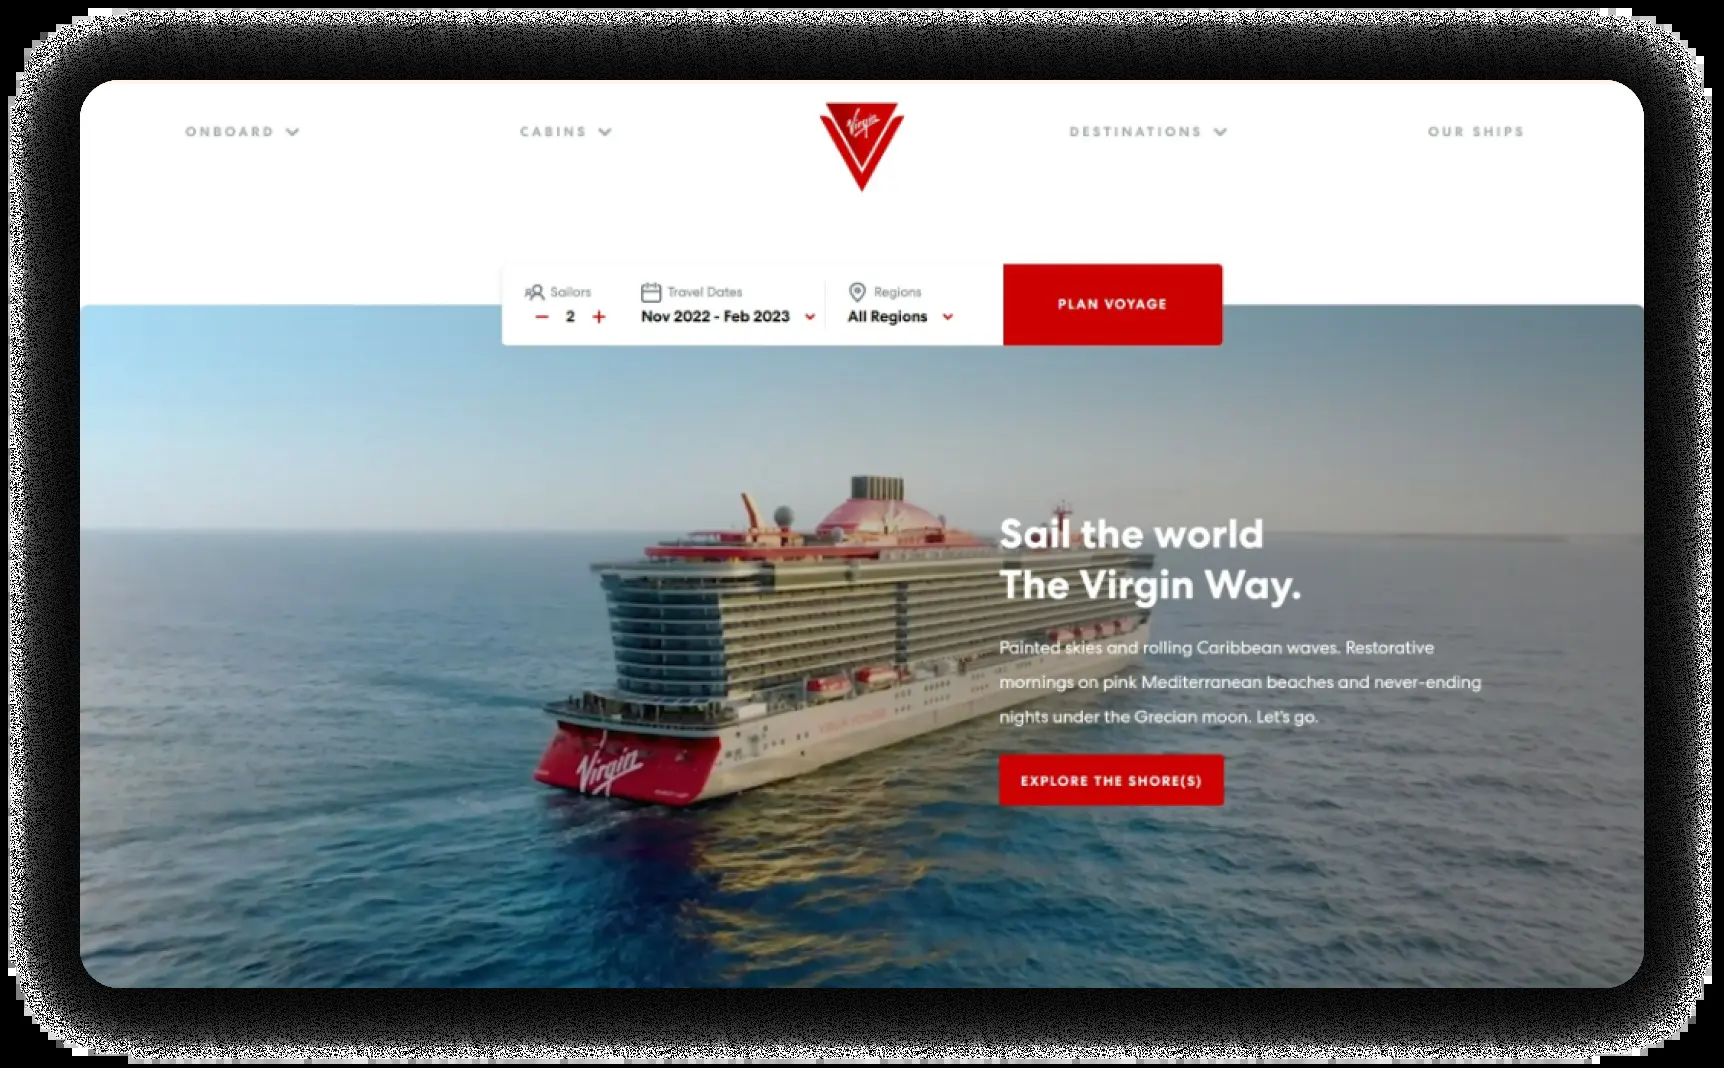 ONBOARD
CABINS
Virgin
DESTINATIONS
OUR SHIPS
Sailors
Travel Dates
Regions
2
Nov 2022 - Feb 2023
All Regions
PLAN VOYAGE
Sail the world
The Virgin Way.
Painted skies and rolling Caribbean waves. Restorative
mornings on pink Mediterranean beaches and never-ending
nights under the Grecian moon. Let's go.
Virgin
EXPLORE THE SHORE(S)